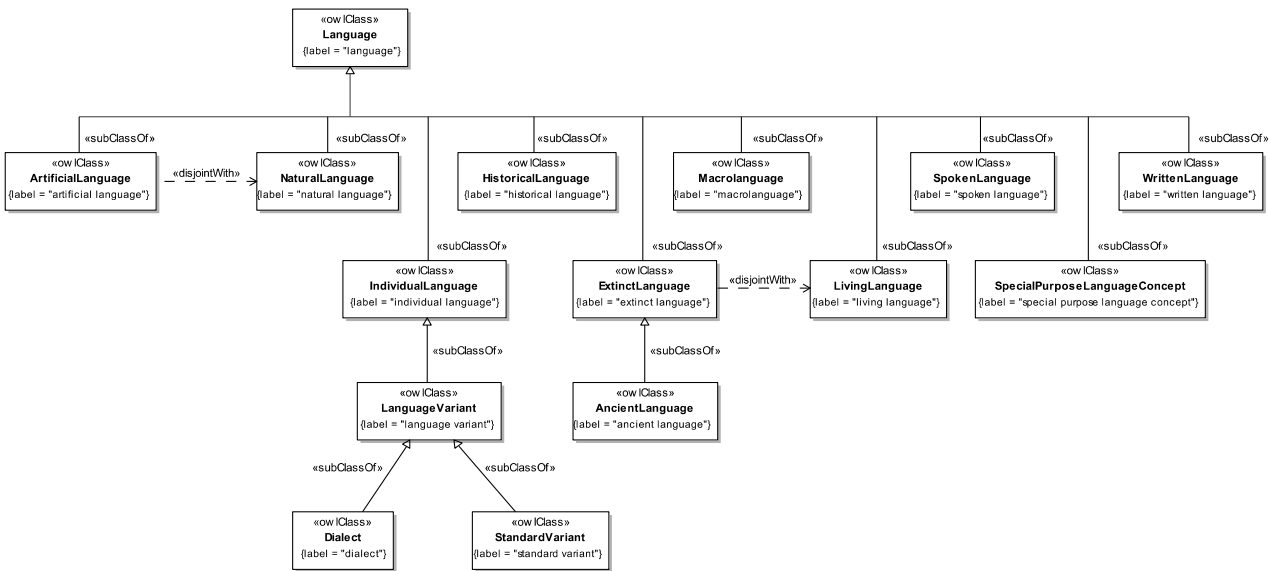 «owlClass»
Language
{label = "language"}
«subClassOf»
«subClassOf»
«subClassOf»
«subClassOf»
«subClassOf»
«subClassOf»
«owlClass»
ArtificialLanguage
{label = "artificial language"}
«disjointWith»
«owlClass»
NaturalLanguage
{label = "natural language"}
«owlClass»
HistoricalLanguage
{label = "historical language"}
«owlClass»
Macrolanguage
{label = "macrolanguage"}
«owlClass»
SpokenLanguage
{label = "spoken language"}
«owlClass»
WrittenLanguage
{label = "written language"}
«subClassOf»
«subClassOf»
«subClassOf»
«subClassOf»
«owlClass»
IndividualLanguage
{label = "individual language"}
«owlClass»
ExtinctLanguage
{label = "extinct language"}
«disjointWith»
«owlClass»
LivingLanguage
{label = "living language"}
«owlClass»
SpecialPurposeLanguageConcept
{label = "special purpose language concept"}
«subClassOf»
«subClassOf»
«owlClass»
LanguageVariant
{label = "language variant"}
«owlClass»
AncientLanguage
{label = "ancient language"}
«subClassOf»
«subClassOf»
«owlClass»
Dialect
{label = "dialect"}
«owlClass»
StandardVariant
{label = "standard variant"}